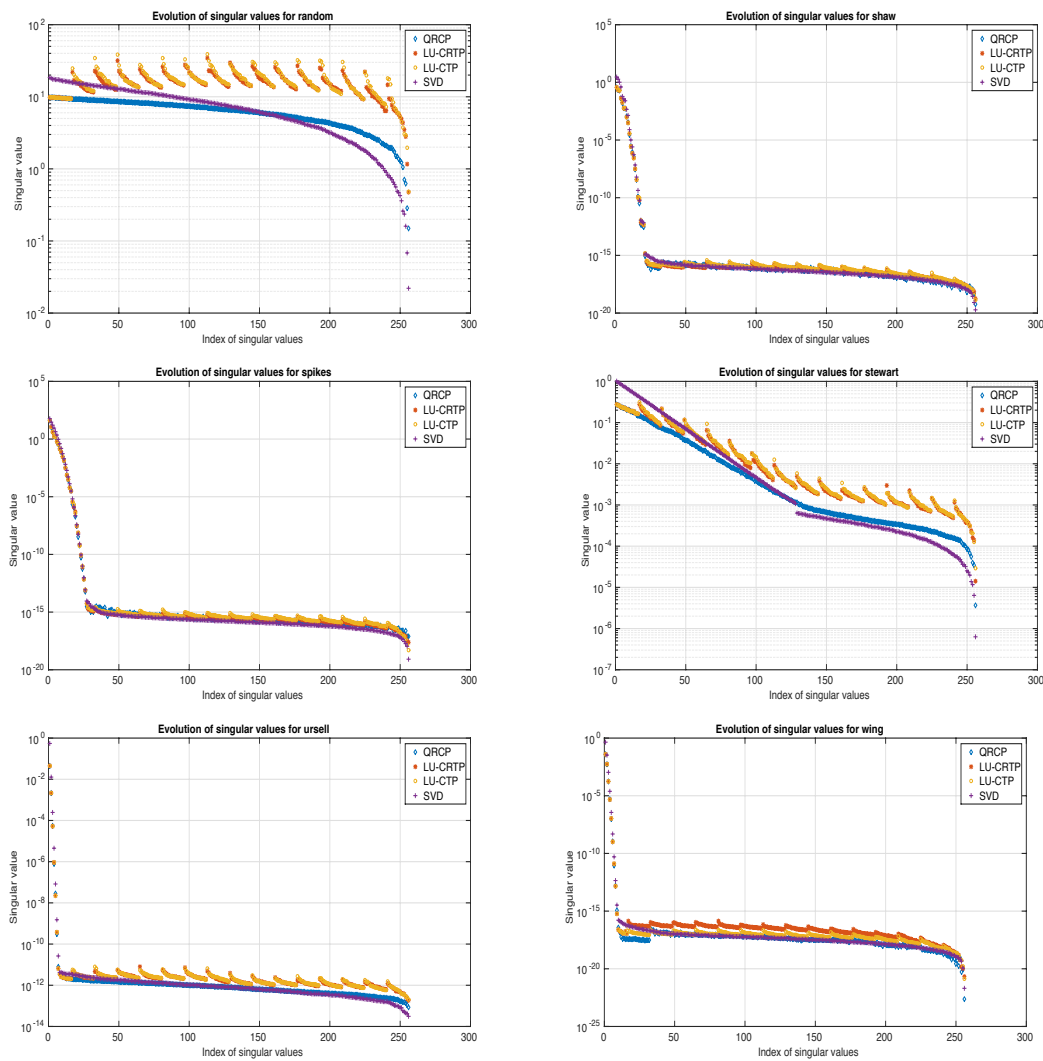 Evolution of singular values for random
Singular value
10^2
10^1
10^0
10^-1
10^-2
0 50 100 150 200 250 300
Index of singular values
QRCP
LU-CRTP
LU-CTP
SVD
Evolution of singular values for shaw
Singular value
10^5
10^0
10^-5
10^-10
10^-15
10^-20
0 50 100 150 200 250 300
Index of singular values
QRCP
LU-CRTP
LU-CTP
SVD
Evolution of singular values for spikes
Singular value
10^5
10^0
10^-5
10^-10
10^-15
10^-20
0 50 100 150 200 250 300
Index of singular values
QRCP
LU-CRTP
LU-CTP
SVD
Evolution of singular values for stewart
Singular value
10^0
10^-1
10^-2
10^-3
10^-4
10^-5
10^-6
10^-7
0 50 100 150 200 250 300
Index of singular values
QRCP
LU-CRTP
LU-CTP
SVD
Evolution of singular values for ursell
Singular value
10^0
10^-2
10^-4
10^-6
10^-8
10^-10
10^-12
10^-14
0 50 100 150 200 250 300
Index of singular values
QRCP
LU-CRTP
LU-CTP
SVD
Evolution of singular values for wing
Singular value
10^0
10^-5
10^-10
10^-15
10^-20
10^-25
0 50 100 150 200 250 300
Index of singular values
QRCP
LU-CRTP
LU-CTP
SVD